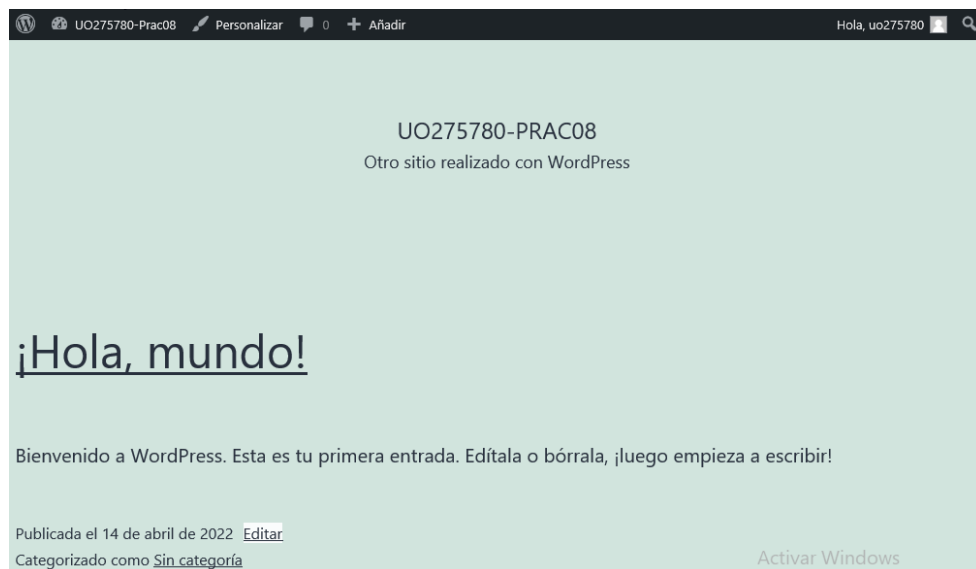 UO275780-Prac08 Personalizar 0 Añadir Hola, uo275780
UO275780-PRAC08
Otro sitio realizado con WordPress
¡Hola, mundo!
Bienvenido a WordPress. Esta es tu primera entrada. Edítala o bórrala, ¡luego empieza a escribir!
Publicada el 14 de abril de 2022 Editar
Categorizado como Sin categoría
Activar Windows